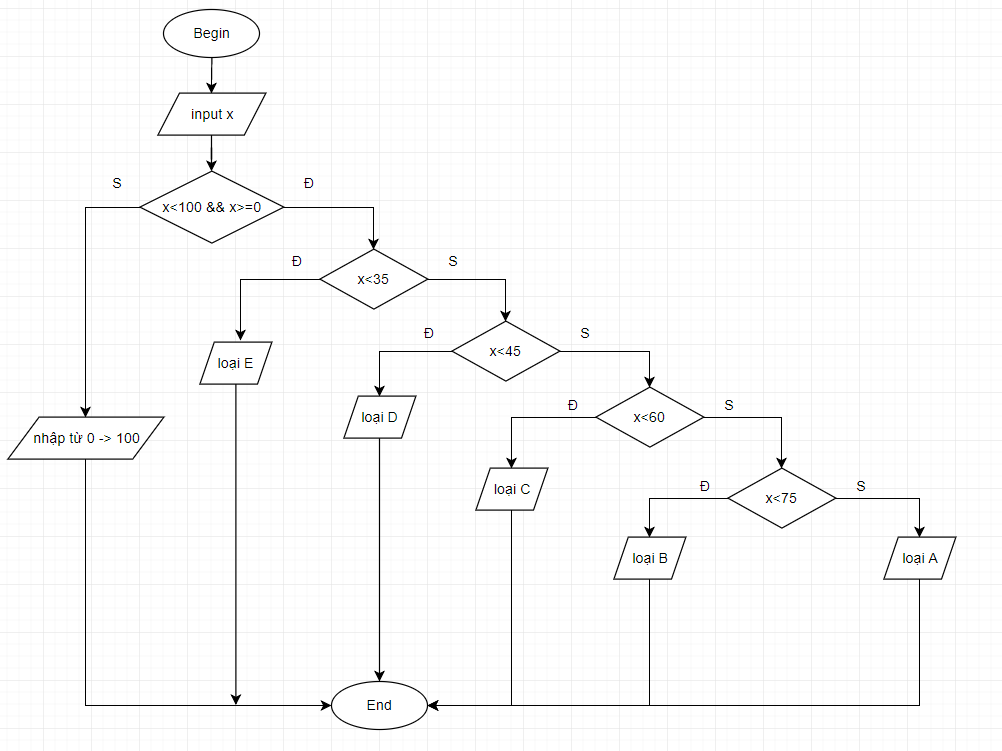 Begin
input x
S
Đ
x<100 && x>=0
Đ
S
x<35
Đ
S
loại E
x<45
Đ
S
loại D
x<60
nhập từ 0 -> 100
Đ
S
loại C
x<75
loại B
loại A
End